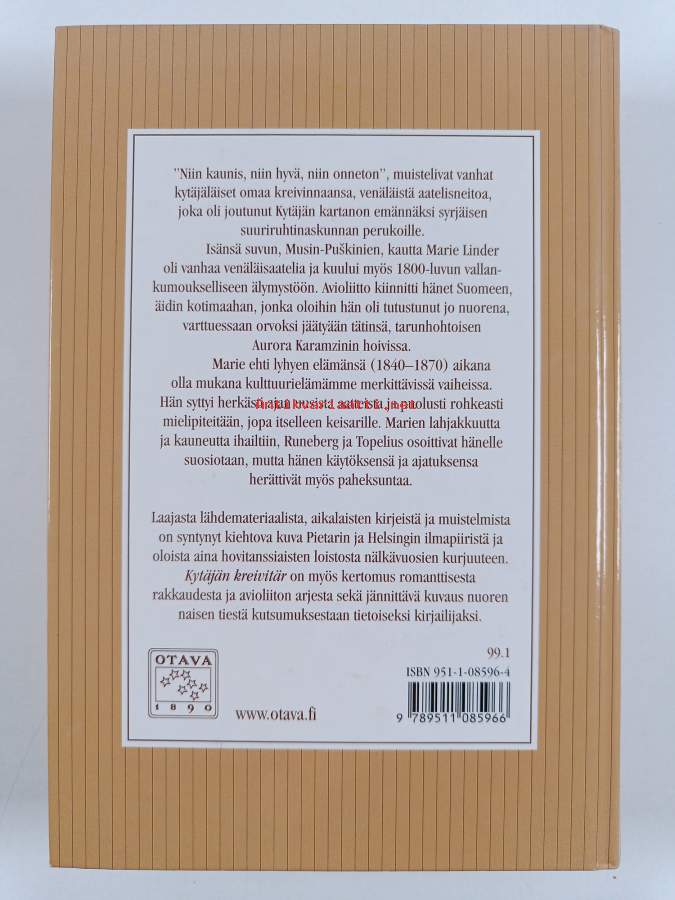 "Niin kaunis, niin hyvä, niin onneton", muistelivat vanhat
kytäjäläiset omaa kreivinnaansa, venäläistä aatelisneitoa,
joka oli joutunut Kytäjän kartanon emännäksi syrjäisen
suuriruhtinaskunnan perukoille.
Isänsä suvun, Musin-Puškinien, kautta Marie Linder
oli vanhaa venäläisaatelia ja kuului myös 1800-luvun vallan-
kumoukselliseen älymystöön. Avioliitto kiinnitti hänet Suomeen,
äidin kotimaahan, jonka oloihin hän oli tutustunut jo nuorena,
varttuessaan orvoksi jäätyään tätinsä, tarunhohtoisen
Aurora Karamzinin hoivissa.
Marie ehti lyhyen elämänsä (1840–1870) aikana
olla mukana kulttuurielämämme merkittävissä vaiheissa.
Hän syttyi herkästi ajan uusista aatteista ja puolusti rohkeasti
mielipiteitään, jopa itselleen keisarille. Marien lahjakkuutta
ja kauneutta ihailtiin, Runeberg ja Topelius osoittivat hänelle
suosiotaan, mutta hänen käytöksensä ja ajatuksensa
herättivät myös paheksuntaa.
Laajasta lähdemateriaalista, aikalaisten kirjeistä ja muistelmista
on syntynyt kiehtova kuva Pietarin ja Helsingin ilmapiiristä ja
oloista aina hovitanssiaisten loistosta nälkävuosien kurjuuteen.
Kytäjän kreivitär on myös kertomus romanttisesta
rakkaudesta ja avioliiton arjesta sekä jännittävä kuvaus nuoren
naisen tiestä kutsumuksestaan tietoiseksi kirjailijaksi.
99.1
ISBN 951-1-08596-4
OTAVA
1890
www.otava.fi
9 789511 085966